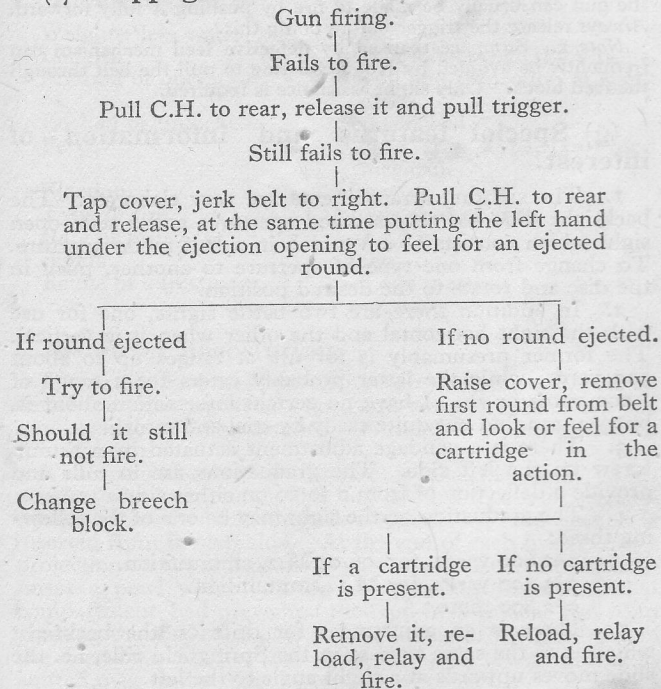 Gun firing.
Fails to fire.
Pull C.H. to rear, release it and pull trigger.
Still fails to fire.
Tap cover, jerk belt to right. Pull C.H. to rear
and release, at the same time putting the left hand
under the ejection opening to feel for an ejected
round.
If round ejected
Try to fire.
Should it still
not fire.
Change breech
block.
If no round ejected.
Raise cover, remove
first round from belt
and look or feel for a
cartridge in the
action.
If a cartridge
is present.
Remove it, re-
load, relay and
fire.
If no cartridge
is present.
Reload, relay
and fire.